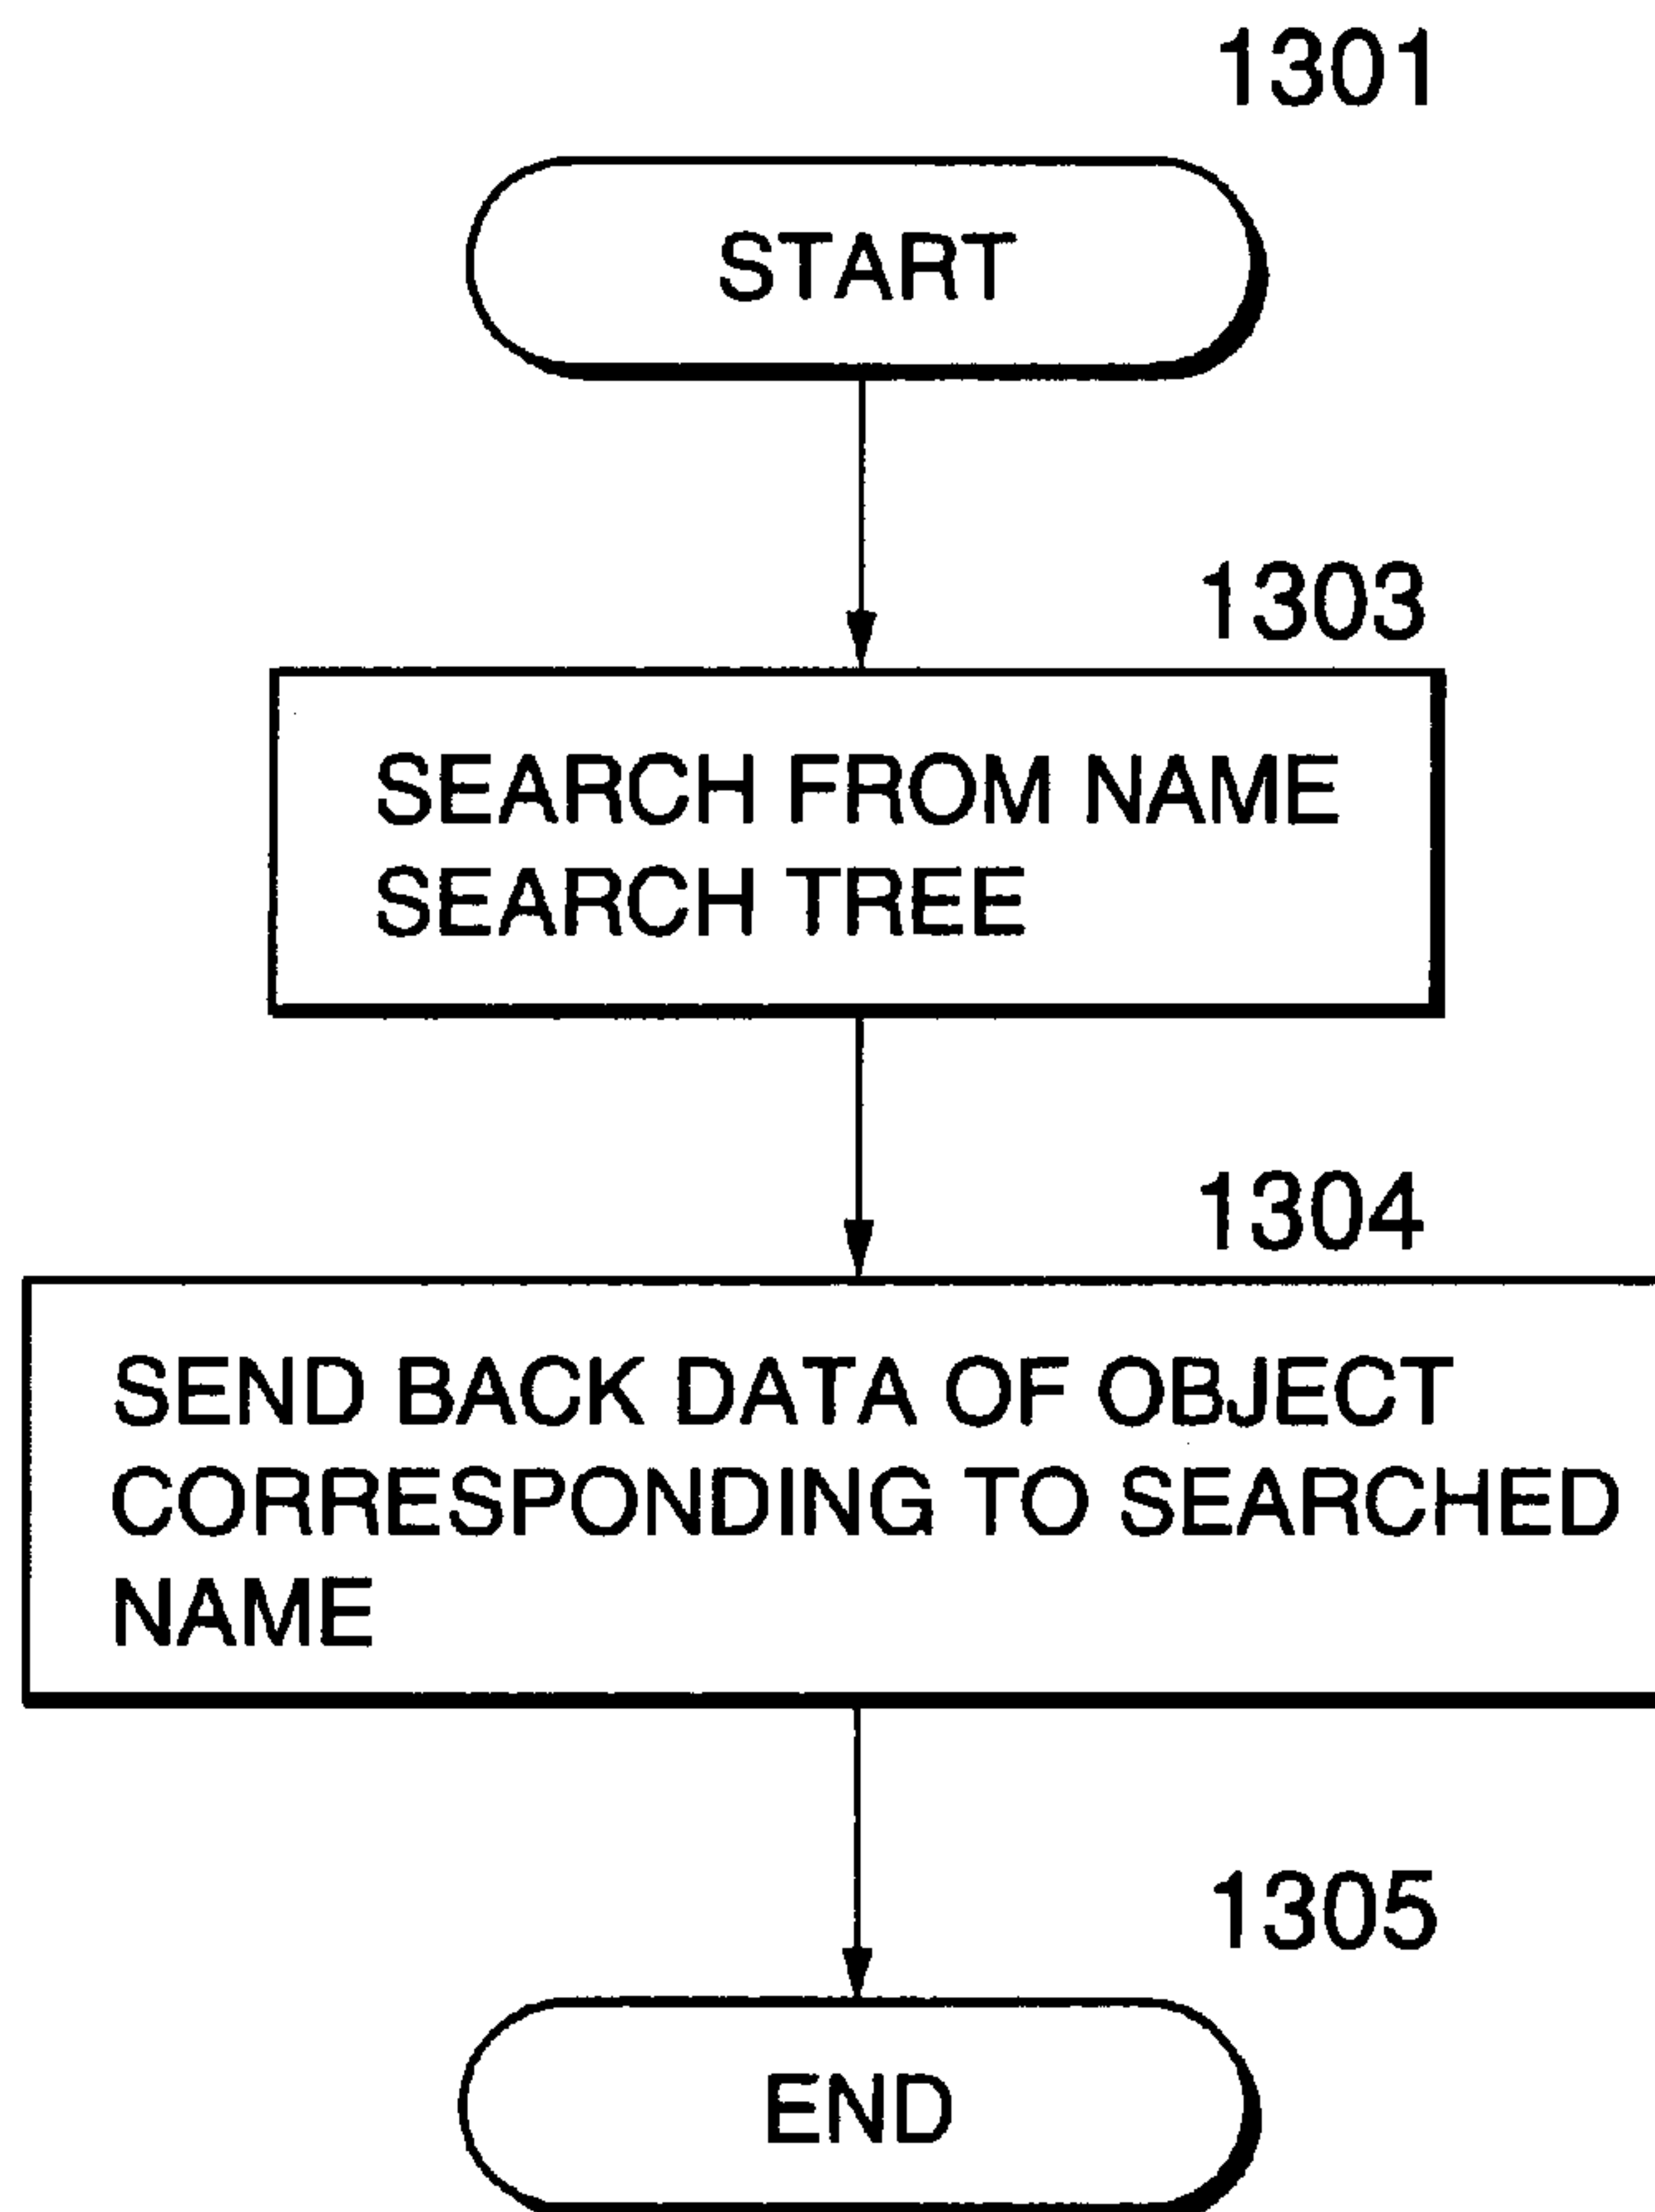 1301
START
1303
SEARCH FROM NAME
SEARCH TREE
1304
SEND BACK DATA OF OBJECT
CORRESPONDING TO SEARCHED
NAME
1305
END